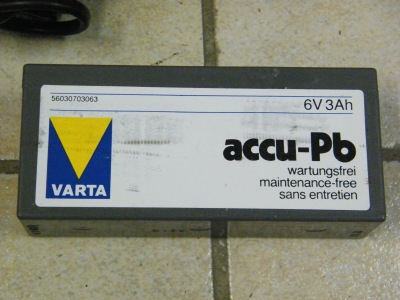 56030703063
6V 3Ah
VARTA
accu-Pb
wartungsfrei
maintenance-free
sans entretien